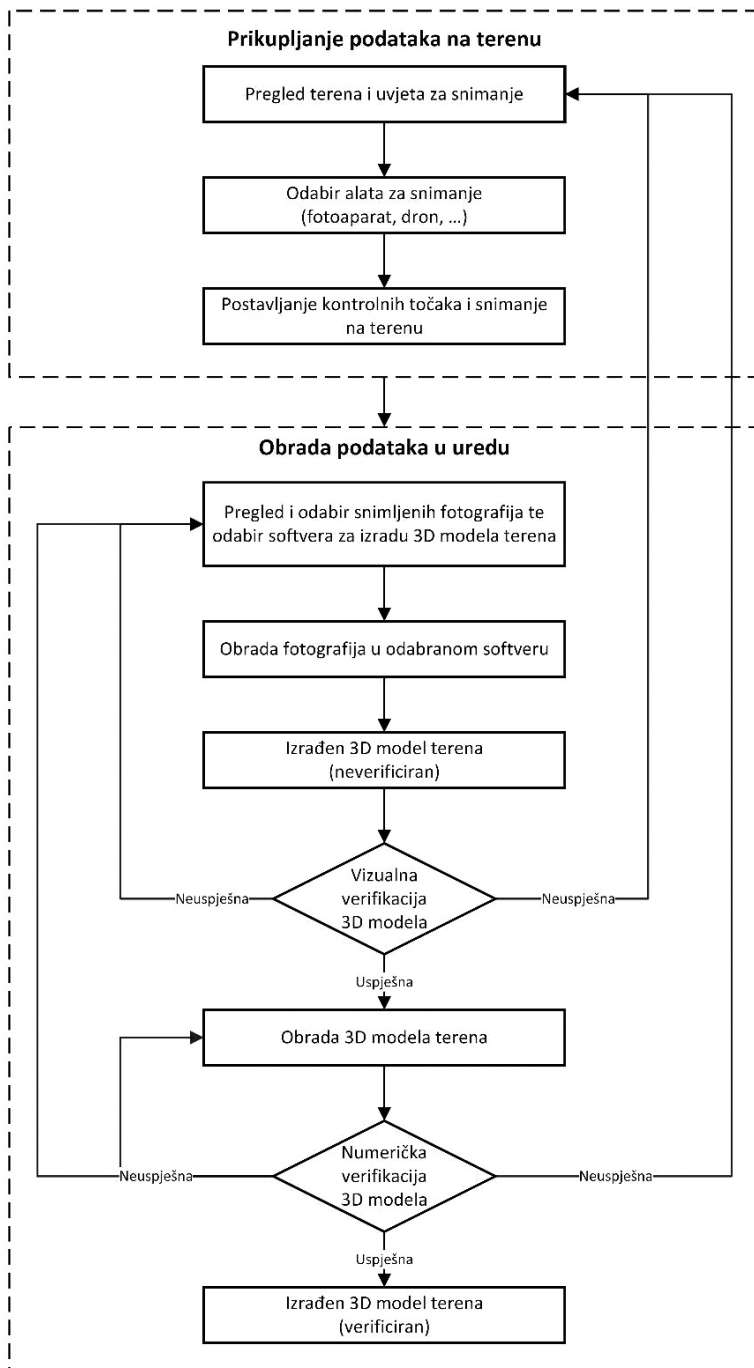 Prikupljanje podataka na terenu
Pregled terena i uvjeta za snimanje
Odabir alata za snimanje
(fotoaparat, dron, ...)
Postavljanje kontrolnih točaka i snimanje
na terenu
Obrada podataka u uredu
Pregled i odabir snimljenih fotografija te
odabir softvera za izradu 3D modela terena
Obrada fotografija u odabranom softveru
Izrađen 3D model terena
(neverificiran)
Vizualna
verifikacija
3D modela
Neuspješna
Neuspješna
Uspješna
Obrada 3D modela terena
Numerička
verifikacija
3D modela
Neuspješna
Neuspješna
Uspješna
Izrađen 3D model terena
(verificiran)